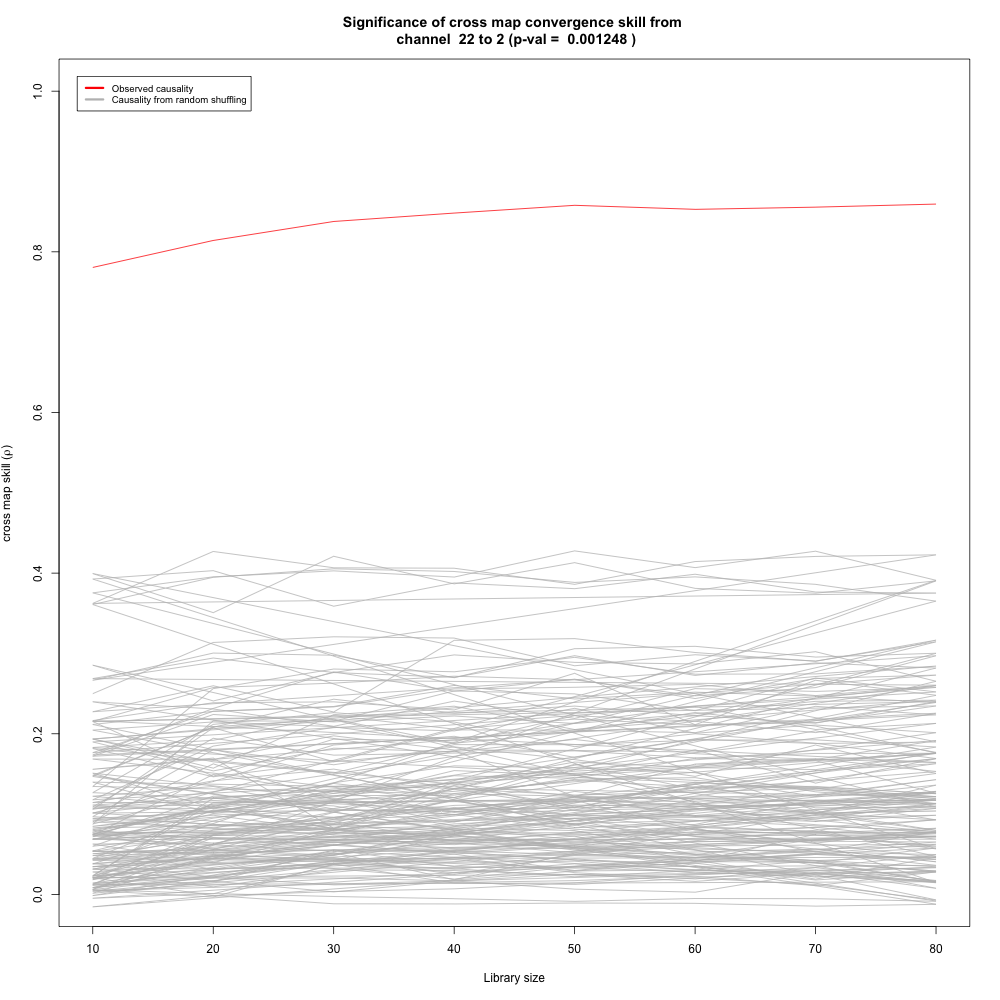 Significance of cross map convergence skill from
channel  22 to 2 (p-val =  0.001248 )
Observed causality
Causality from random shuffling
1.0
0.8
0.6
0.4
0.2
0.0
cross map skill (ρ)
10 20 30 40 50 60 70 80
Library size